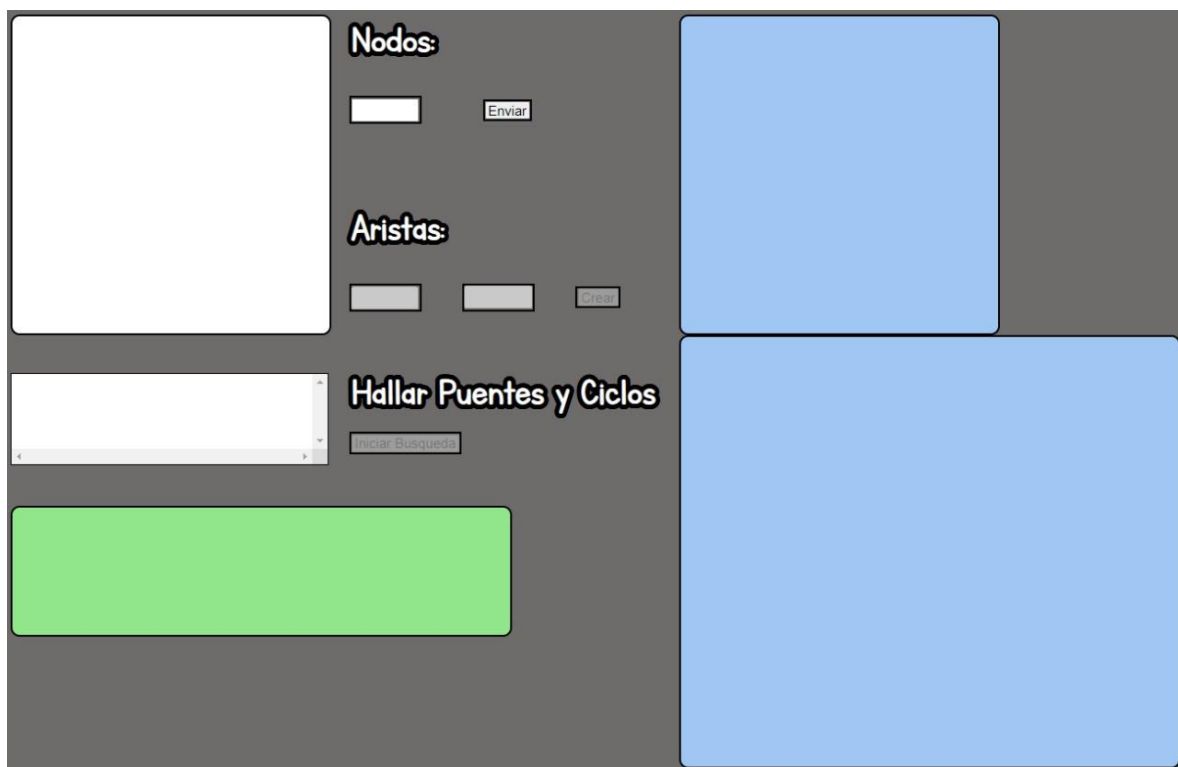 Nodos:
Enviar
Aristas:
Crear
Hallar Puentes y Ciclos
Iniciar Busqueda